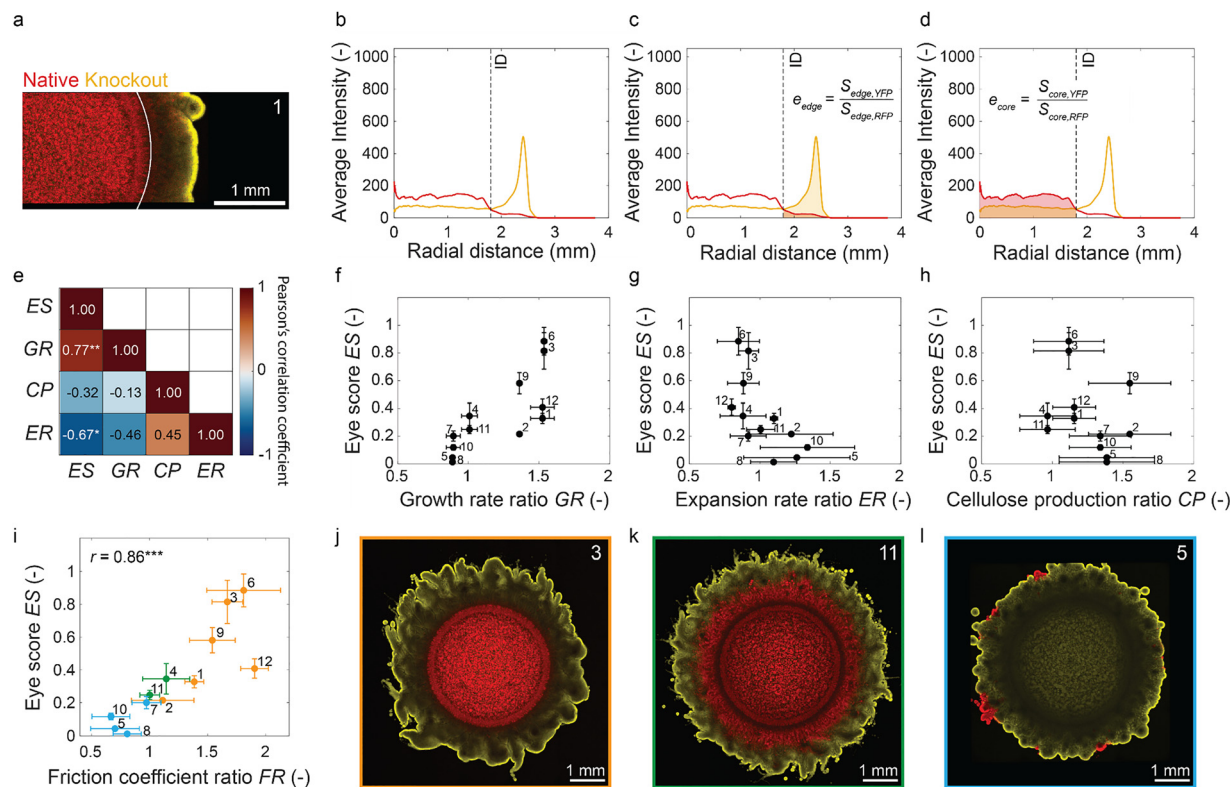 a
Native Knockout
1
1 mm
b
Average Intensity (-)
1000
800
600
400
200
0
ID
0 1 2 3 4
Radial distance (mm)
c
Average Intensity (-)
1000
800
600
400
200
0
ID
e edge = S edge,YFP / S edge,RFP
0 1 2 3 4
Radial distance (mm)
d
Average Intensity (-)
1000
800
600
400
200
0
ID
e core = S core,YFP / S core,RFP
0 1 2 3 4
Radial distance (mm)
e
ES 1.00
GR 0.77** 1.00
CP -0.32 -0.13 1.00
ER -0.67* -0.46 0.45 1.00
ES GR CP ER
1
0
-1
Pearson's correlation coefficient
f
Eye score ES (-)
1
0.8
0.6
0.4
0.2
0
6
3
9
12
4
1
11
2
7
10
5
8
0.5 1 1.5 2
Growth rate ratio GR (-)
g
Eye score ES (-)
1
0.8
0.6
0.4
0.2
0
6
3
9
12
4
1
11
2
7
10
5
8
0.5 1 1.5 2
Expansion rate ratio ER (-)
h
Eye score ES (-)
1
0.8
0.6
0.4
0.2
0
6
3
9
12
4
1
11
7
2
10
5
8
0.5 1 1.5 2
Cellulose production ratio CP (-)
i
r = 0.86***
Eye score ES (-)
1
0.8
0.6
0.4
0.2
0
6
3
9
12
4
1
11
7
2
10
5
8
0.5 1 1.5 2
Friction coefficient ratio FR (-)
j
3
1 mm
k
11
1 mm
l
5
1 mm